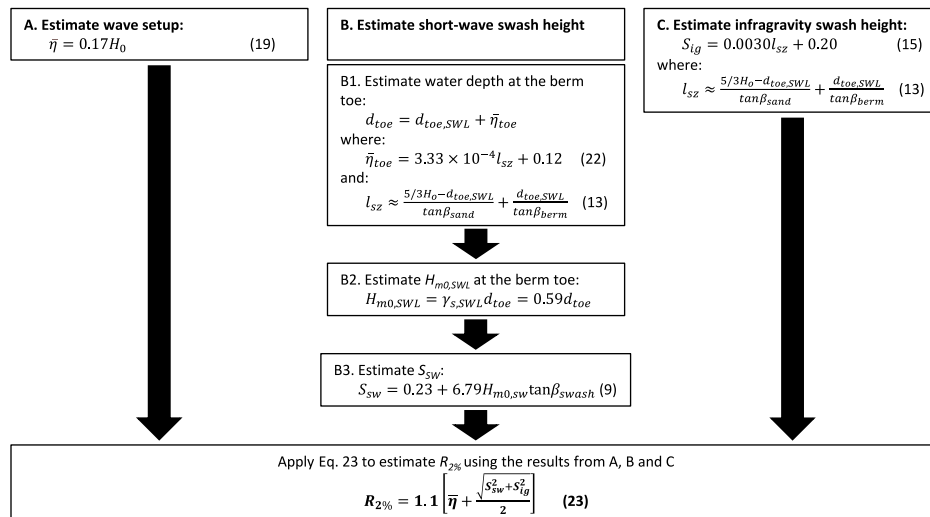 A. Estimate wave setup:
η̄ = 0.17H₀ (19)
B. Estimate short-wave swash height
B1. Estimate water depth at the berm
toe:
d_toe = d_toe,SWL + η̄_toe
where:
η̄_toe = 3.33 × 10⁻⁴l_sz + 0.12 (22)
and:
l_sz ≈ (5/3H_o−d_toe,SWL)/(tanβ_sand) + (d_toe,SWL)/(tanβ_berm) (13)
B2. Estimate H_m0,SWL at the berm toe:
H_m0,SWL = γ_s,SWL d_toe = 0.59d_toe
B3. Estimate S_SW:
S_sw = 0.23 + 6.79H_m0,sw tanβ_swash (9)
C. Estimate infragravity swash height:
S_ig = 0.0030l_sz + 0.20 (15)
where:
l_sz ≈ (5/3H_o−d_toe,SWL)/(tanβ_sand) + (d_toe,SWL)/(tanβ_berm) (13)
Apply Eq. 23 to estimate R_2% using the results from A, B and C
R_2% = 1.1 [η̄ + √(S²_sw+S²_ig)/2] (23)